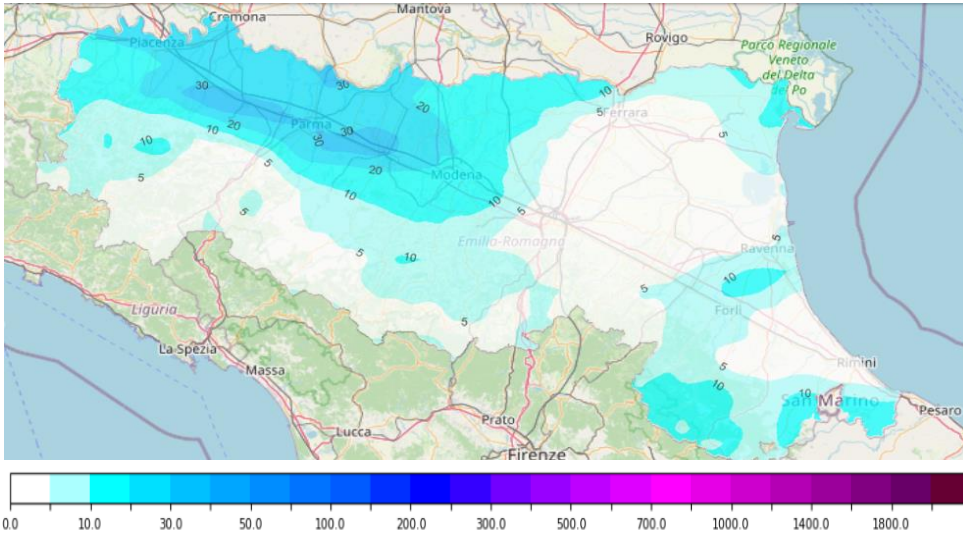 Cremona
Mantova
Piacenza
Rovigo
Parco Regionale
Veneto
del Delta
del Po
30
30
20
10
5
Ferrara
10
20
Parma
30
30
5
10
5
20
Modena
5
10
10
5
Emilia-Romagna
5
Ravenna
5
10
10
5
Forlì
Liguria
5
La Spezia
5
Rimini
Massa
10
10
San Marino
Pesaro
Prato
Lucca
Firenze
0.0 10.0 30.0 50.0 100.0 200.0 300.0 500.0 700.0 1000.0 1400.0 1800.0